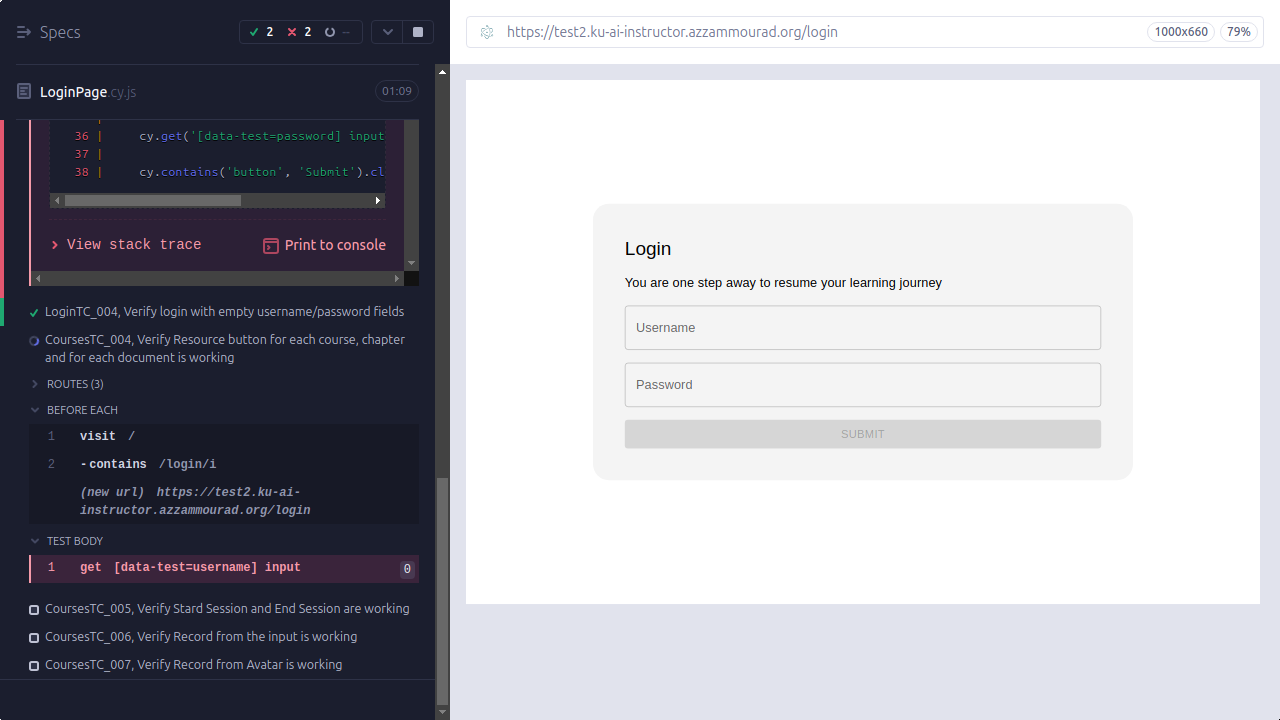 Specs
2 2 --
https://test2.ku-ai-instructor.azzammourad.org/login
1000x660 79%
LoginPage.cy.js 01:09
36 | cy.get('[data-test=password] input
37 |
38 | cy.contains('button', 'Submit').cl
View stack trace
Print to console
LoginTC_004, Verify login with empty username/password fields
CoursesTC_004, Verify Resource button for each course, chapter
and for each document is working
ROUTES (3)
BEFORE EACH
1 visit /
2 -contains /login/i
(new url) https://test2.ku-ai-
instructor.azzammourad.org/login
TEST BODY
1 get [data-test=username] input 0
CoursesTC_005, Verify Stard Session and End Session are working
CoursesTC_006, Verify Record from the input is working
CoursesTC_007, Verify Record from Avatar is working
Login
You are one step away to resume your learning journey
Username
Password
SUBMIT